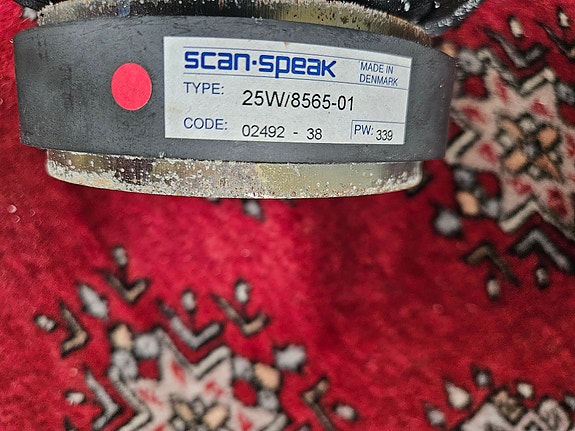 scan-speak
MADE IN
DENMARK
TYPE: 25W/8565-01
CODE: 02492 - 38 PW: 339